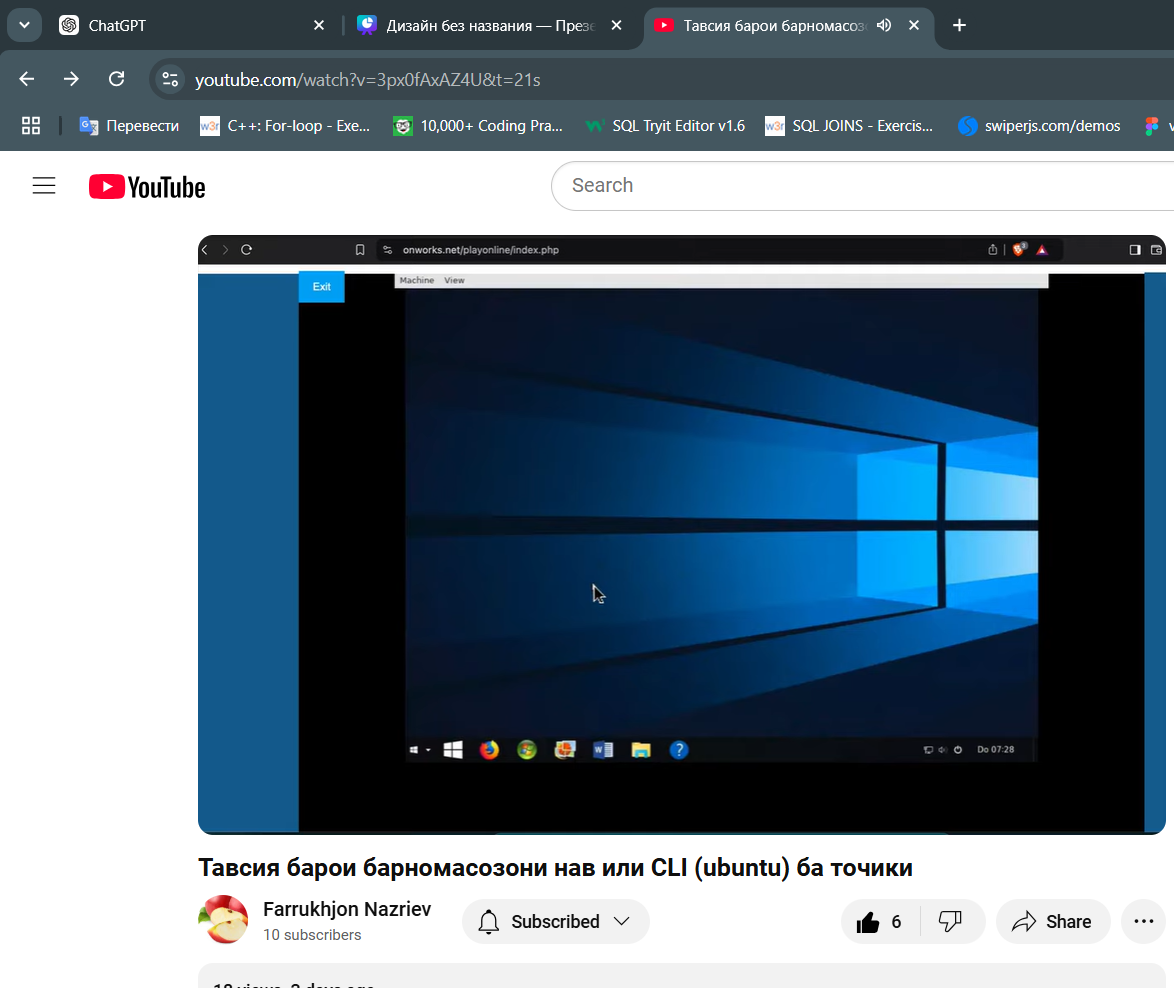 ChatGPT
Дизайн без названия — През
Тавсия барои барномасоз
youtube.com/watch?v=3px0fAxAZ4U&t=21s
Перевести
w3r C++: For-loop - Exe...
10,000+ Coding Pra...
SQL Tryit Editor v1.6
w3r SQL JOINS - Exercis...
swiperjs.com/demos
YouTube
Search
onworks.net/playonline/index.php
Exit
Machine View
Do 07:28
Тавсия барои барномасозони нав или CLI (ubuntu) ба точики
Farrukhjon Nazriev
10 subscribers
Subscribed
6
Share